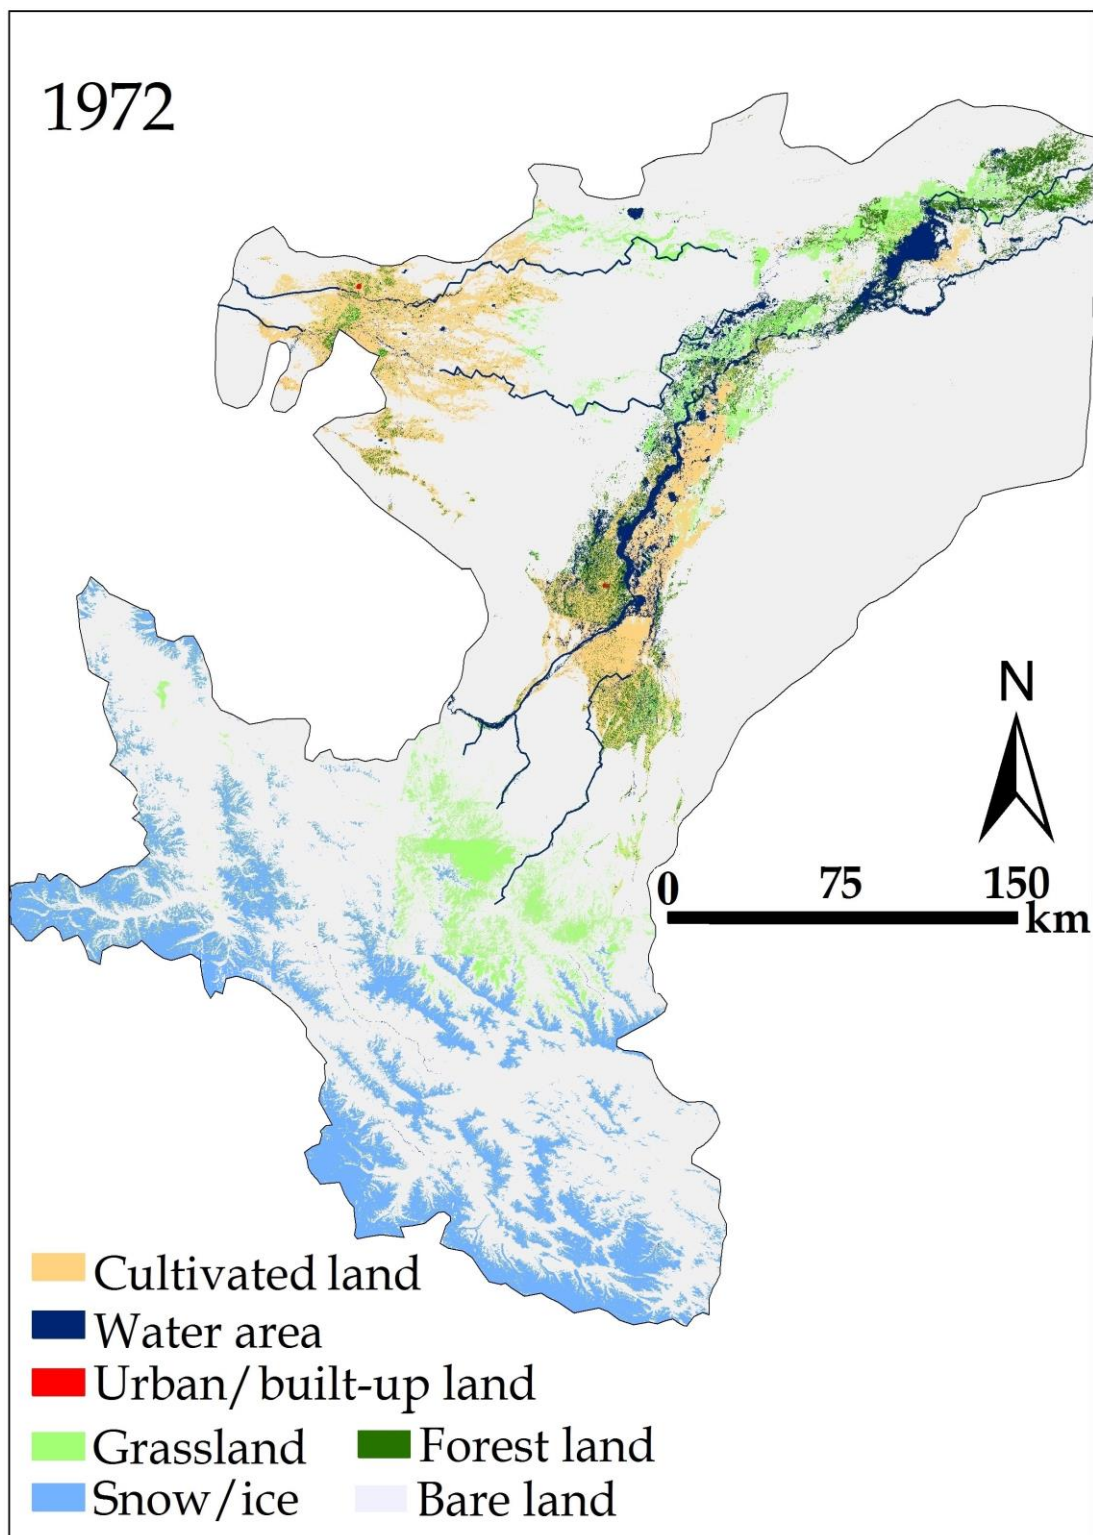 1972
N
0 75 150
km
Cultivated land
Water area
Urban/built-up land
Grassland Forest land
Snow/ice Bare land